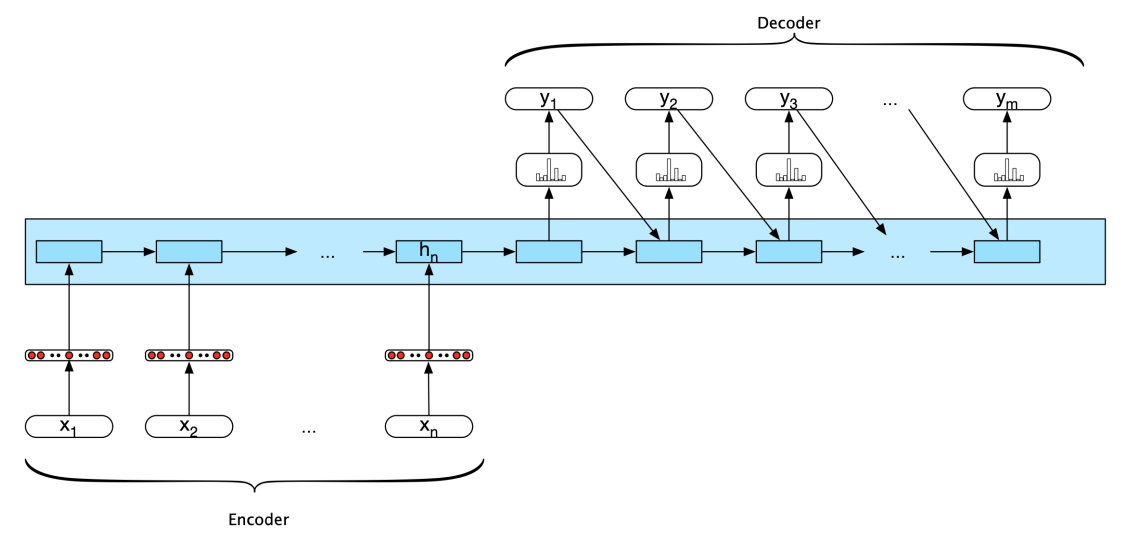 Decoder
y1 y2 y3 ... ym
... hn ...
x1 x2 ... xn
Encoder